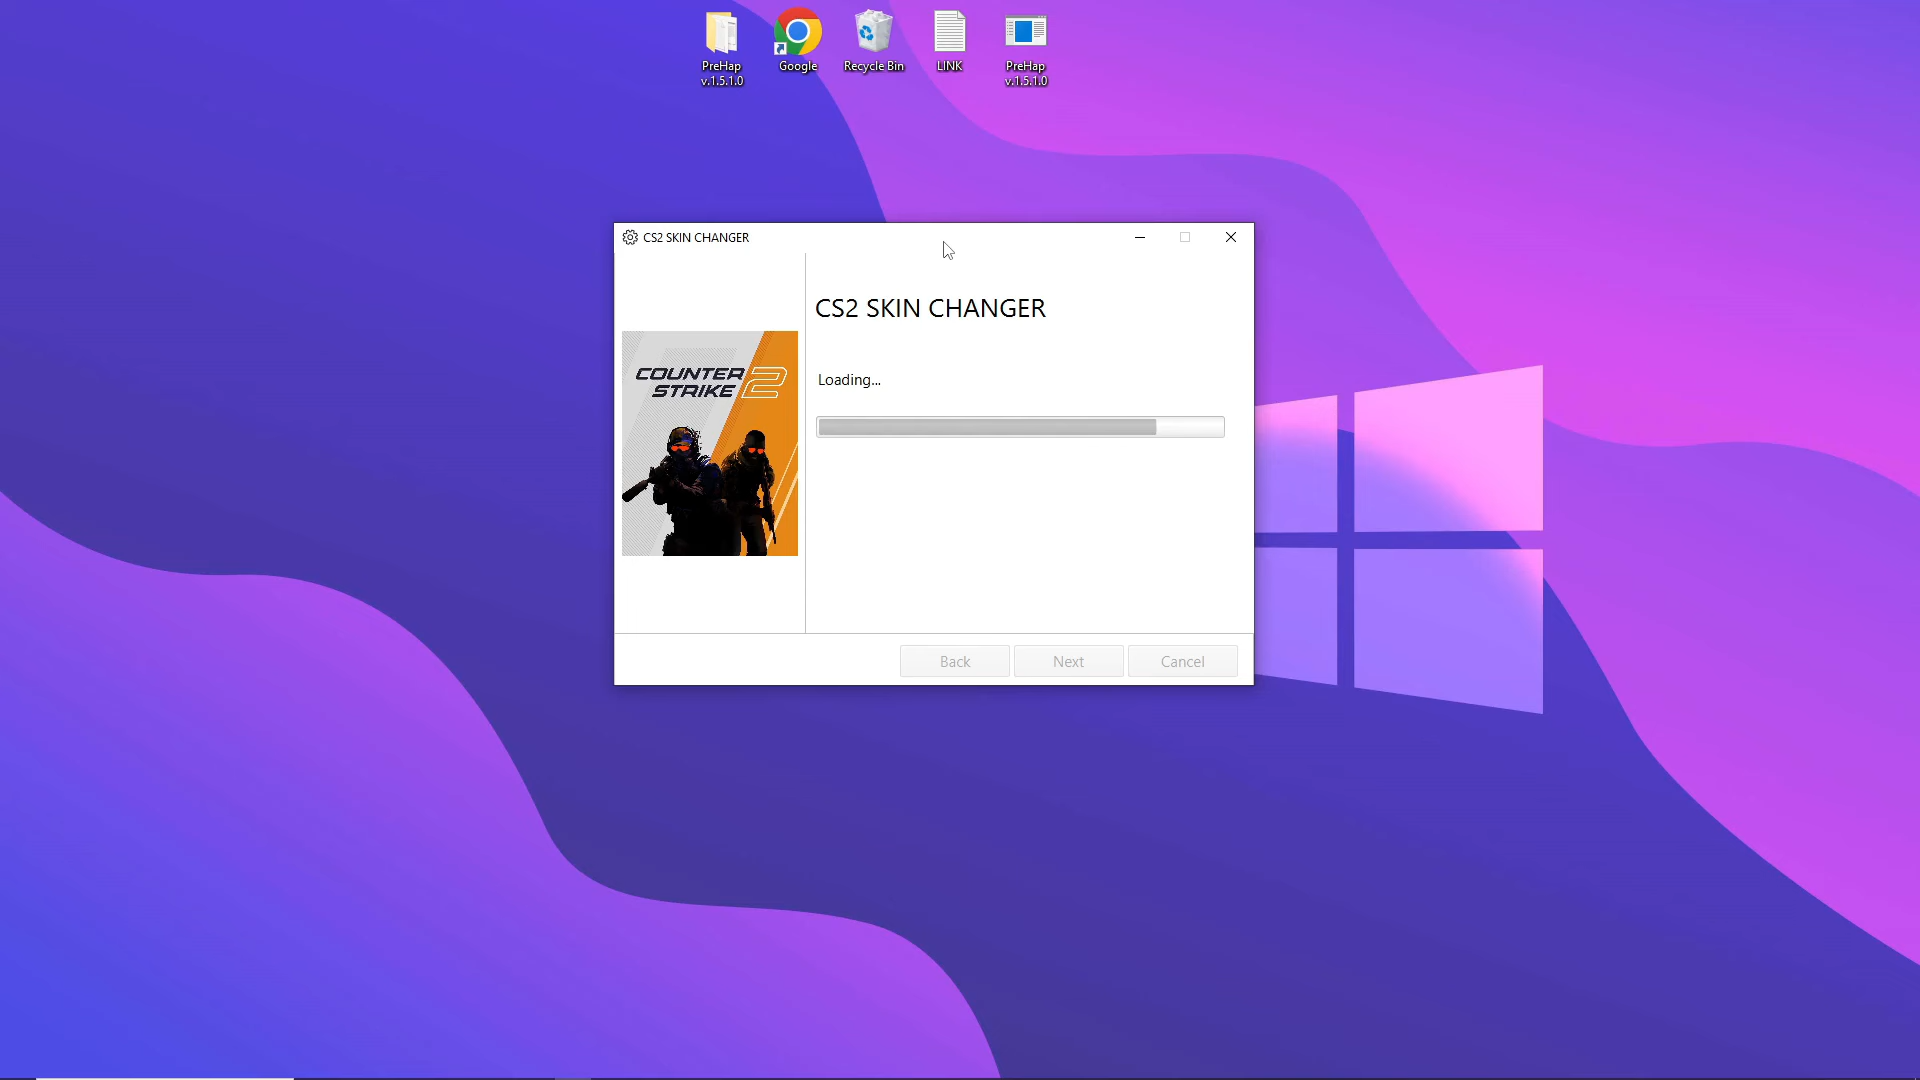 PreHap
v.1.5.1.0
Google
Recycle Bin
LINK
PreHap
v.1.5.1.0
CS2 SKIN CHANGER
CS2 SKIN CHANGER
Loading...
COUNTER
STRIKE 2
Back
Next
Cancel